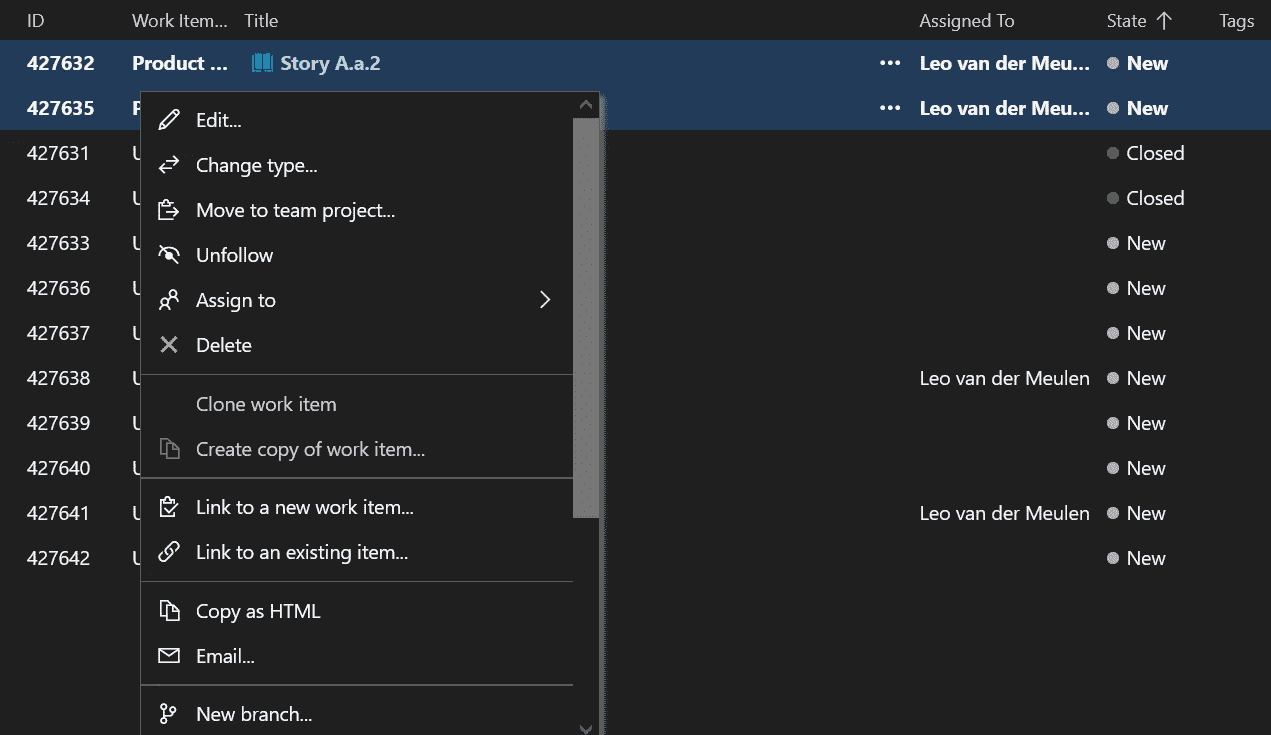 ID Work Item... Title Assigned To State ↑ Tags
427632 Product ... Story A.a.2 ••• Leo van der Meu... New
427635 ••• Leo van der Meu... New
Edit...
427631 Closed
Change type...
427634 Closed
Move to team project...
427633 New
Unfollow
427636 New
Assign to
427637 New
Delete
427638 Leo van der Meulen New
Clone work item
427639 New
Create copy of work item...
427640 New
Link to a new work item...
427641 Leo van der Meulen New
Link to an existing item...
427642 New
Copy as HTML
Email...
New branch...